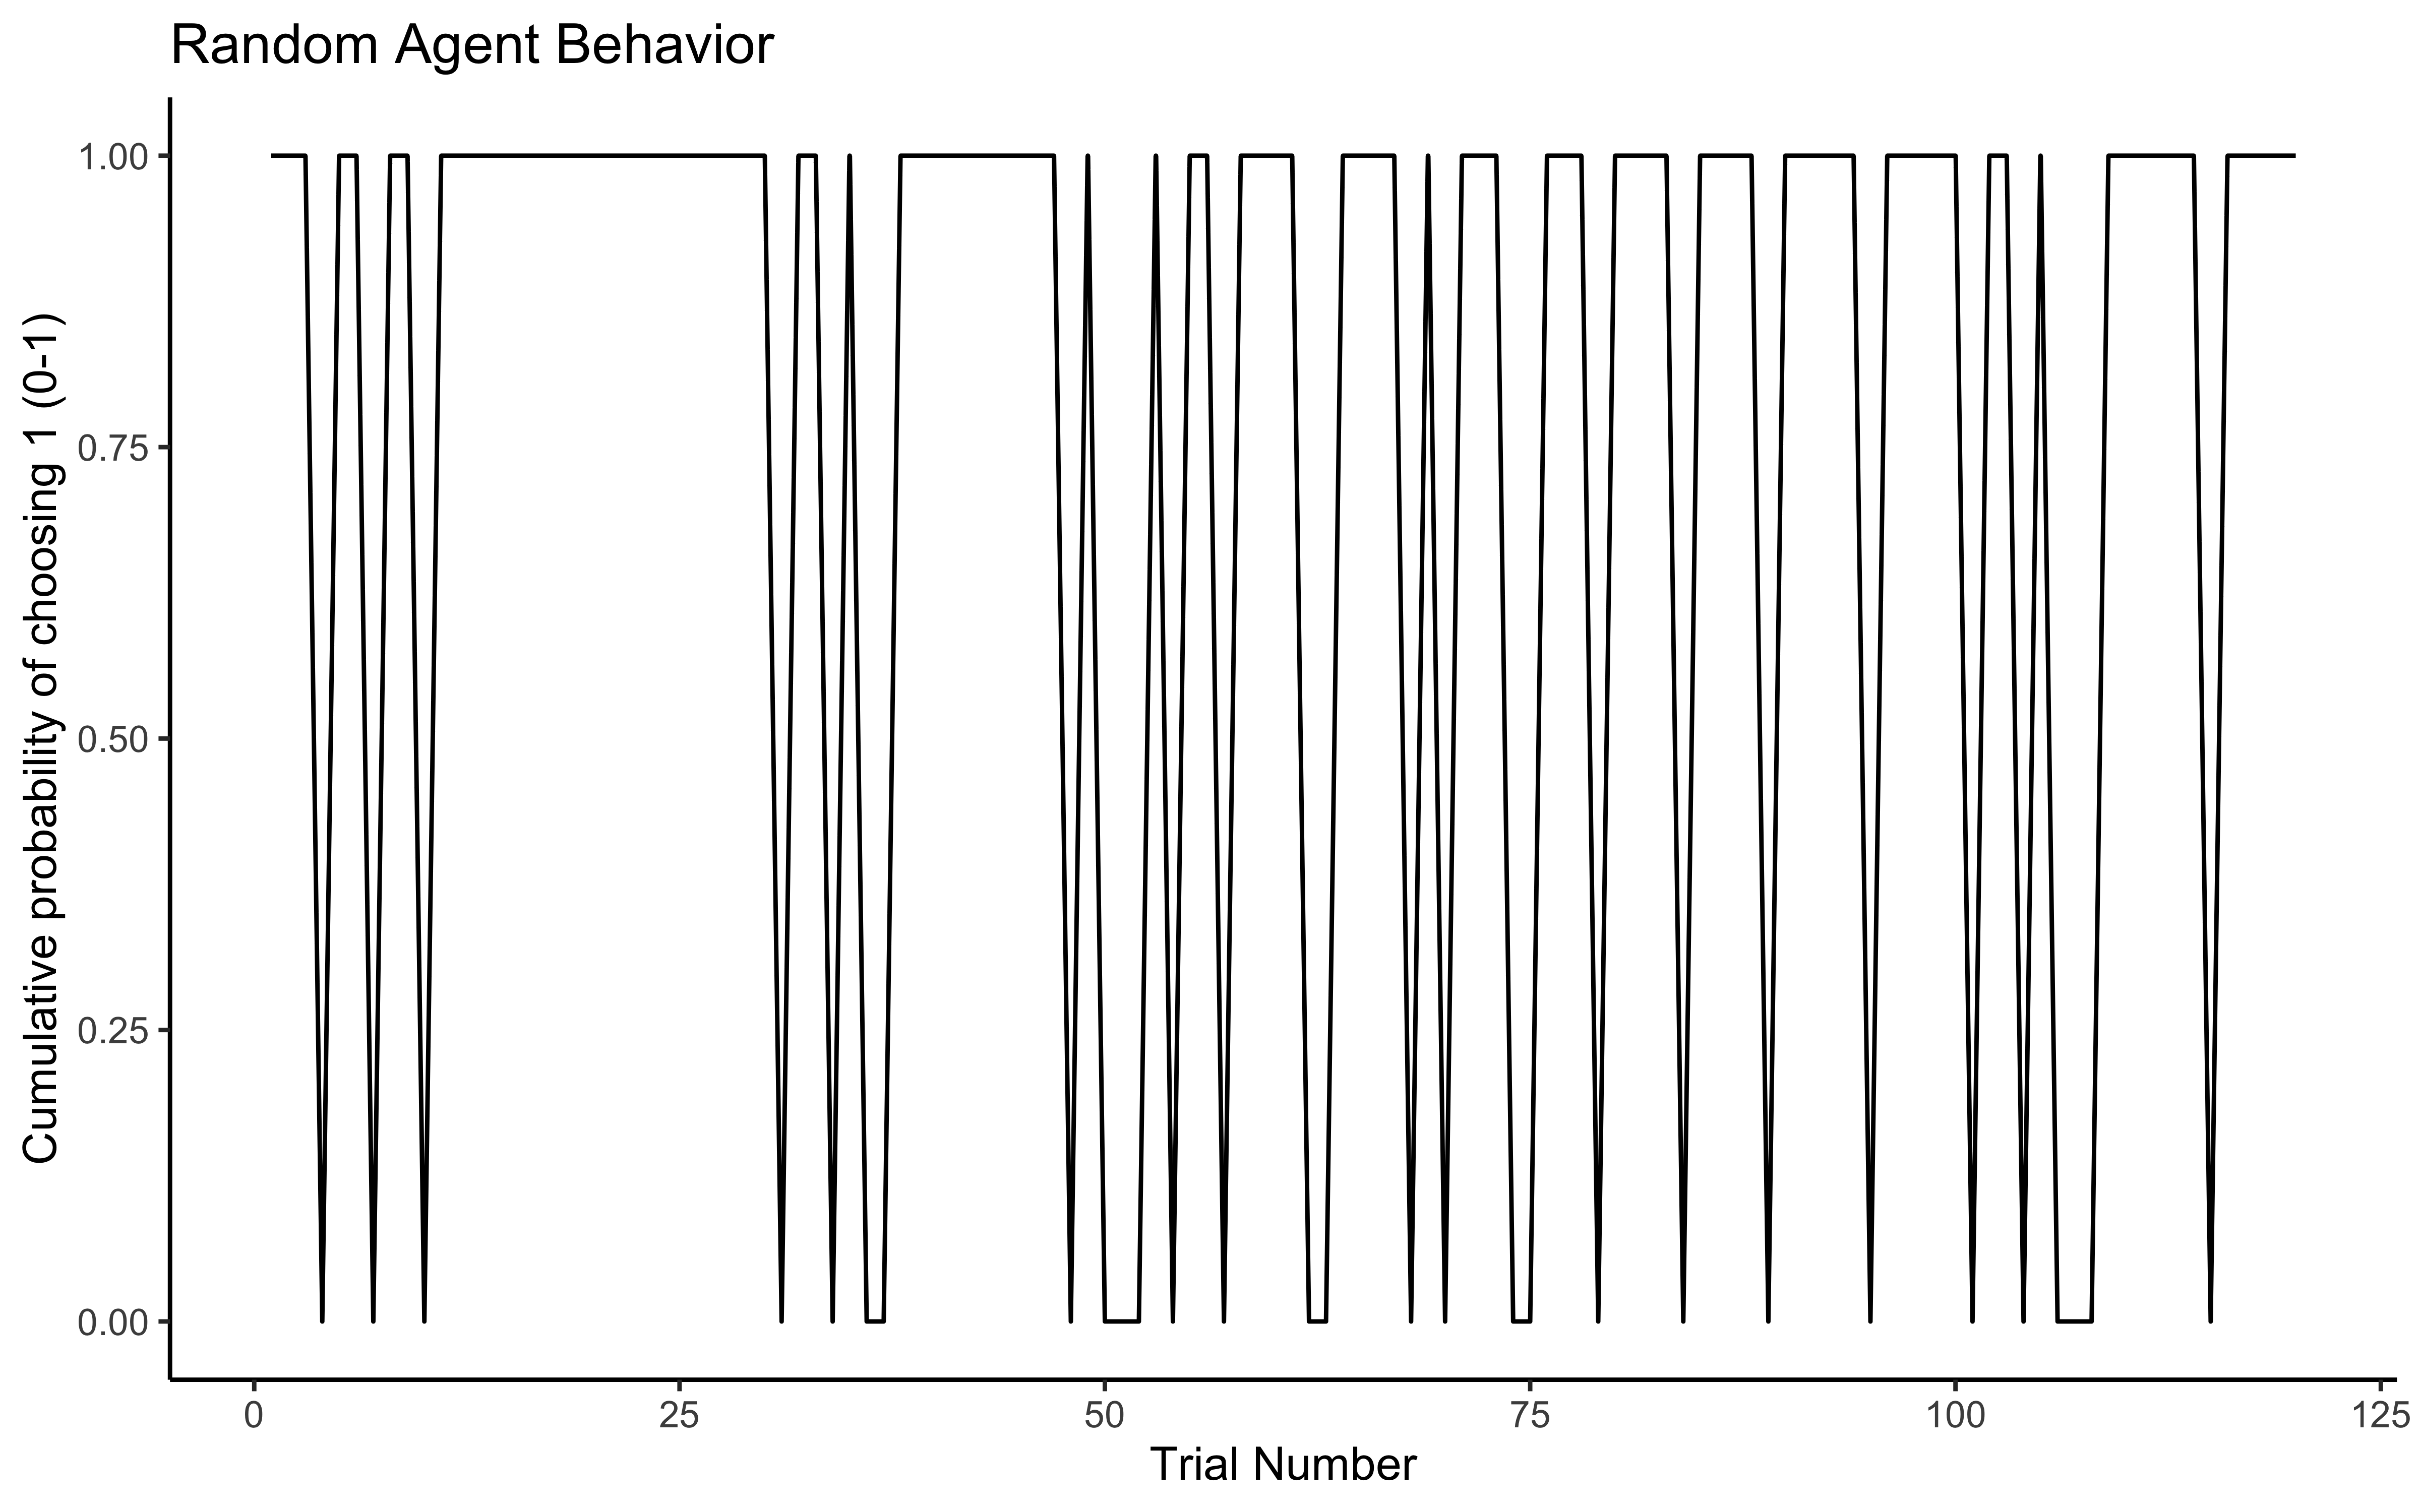 Random Agent Behavior
Cumulative probability of choosing 1 (0-1)
1.00
0.75
0.50
0.25
0.00
0 25 50 75 100 125
Trial Number